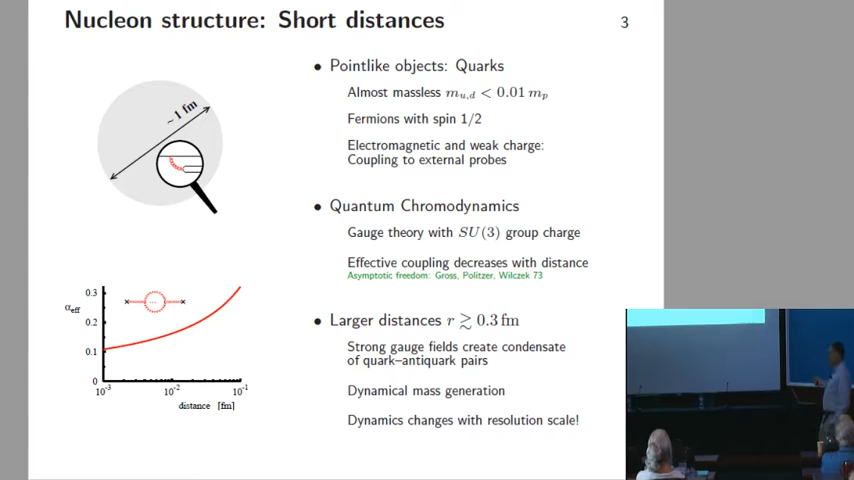 Nucleon structure: Short distances
3
~ 1 fm
• Pointlike objects: Quarks
Almost massless m_{u,d} < 0.01 m_p
Fermions with spin 1/2
Electromagnetic and weak charge:
Coupling to external probes
• Quantum Chromodynamics
Gauge theory with SU(3) group charge
Effective coupling decreases with distance
Asymptotic freedom: Gross, Politzer, Wilczek 73
α_eff
0.3
0.2
0.1
0
10^-3
10^-2
10^-1
distance [fm]
• Larger distances r ≳ 0.3 fm
Strong gauge fields create condensate
of quark–antiquark pairs
Dynamical mass generation
Dynamics changes with resolution scale!